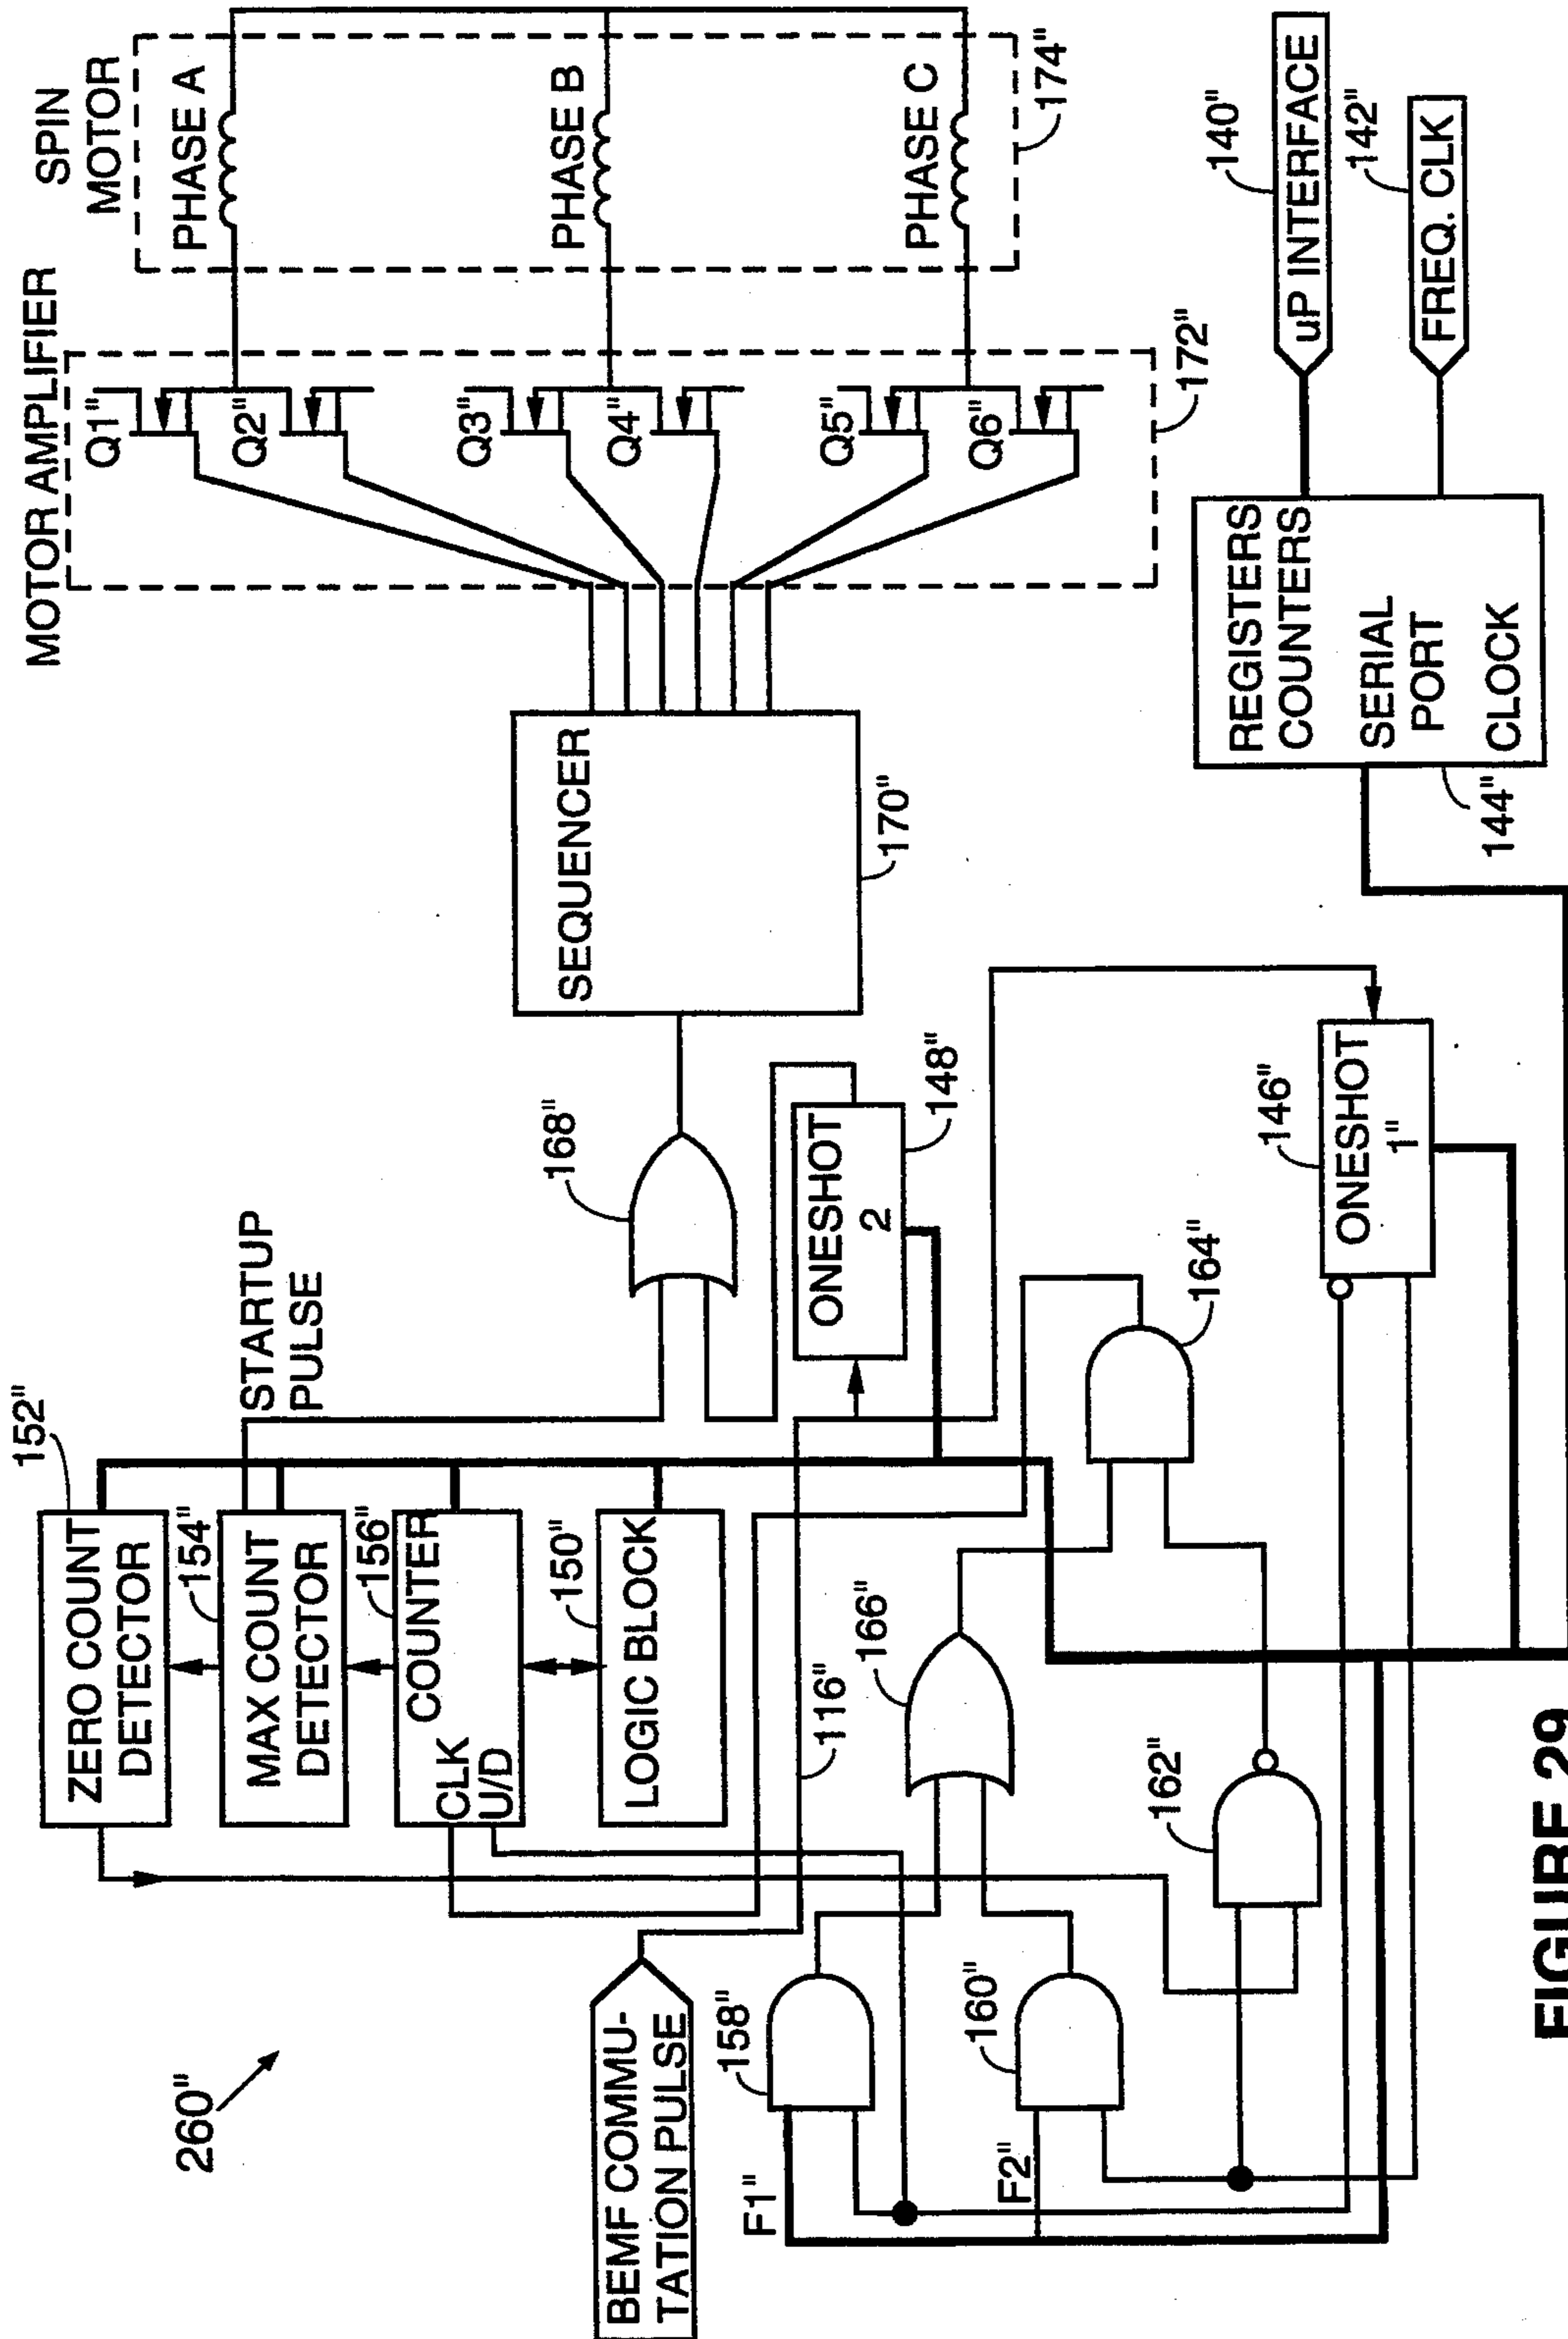 260"
BEMF COMMU-
TATION PULSE
152"
ZERO COUNT
DETECTOR
154"
MAX COUNT
DETECTOR
156"
COUNTER
CLK
U/D
150"
LOGIC BLOCK
STARTUP
PULSE
116"
F1"
158"
F2"
160"
162"
166"
164"
168"
ONESHOT
2
148"
ONESHOT
1"
146"
SEQUENCER
170"
MOTOR AMPLIFIER
Q1"
Q2"
Q3"
Q4"
Q5"
Q6"
172"
SPIN
MOTOR
PHASE A
PHASE B
PHASE C
174"
REGISTERS
COUNTERS
SERIAL
PORT
CLOCK
144"
140"
uP INTERFACE
142"
FREQ. CLK
FIGURE 29